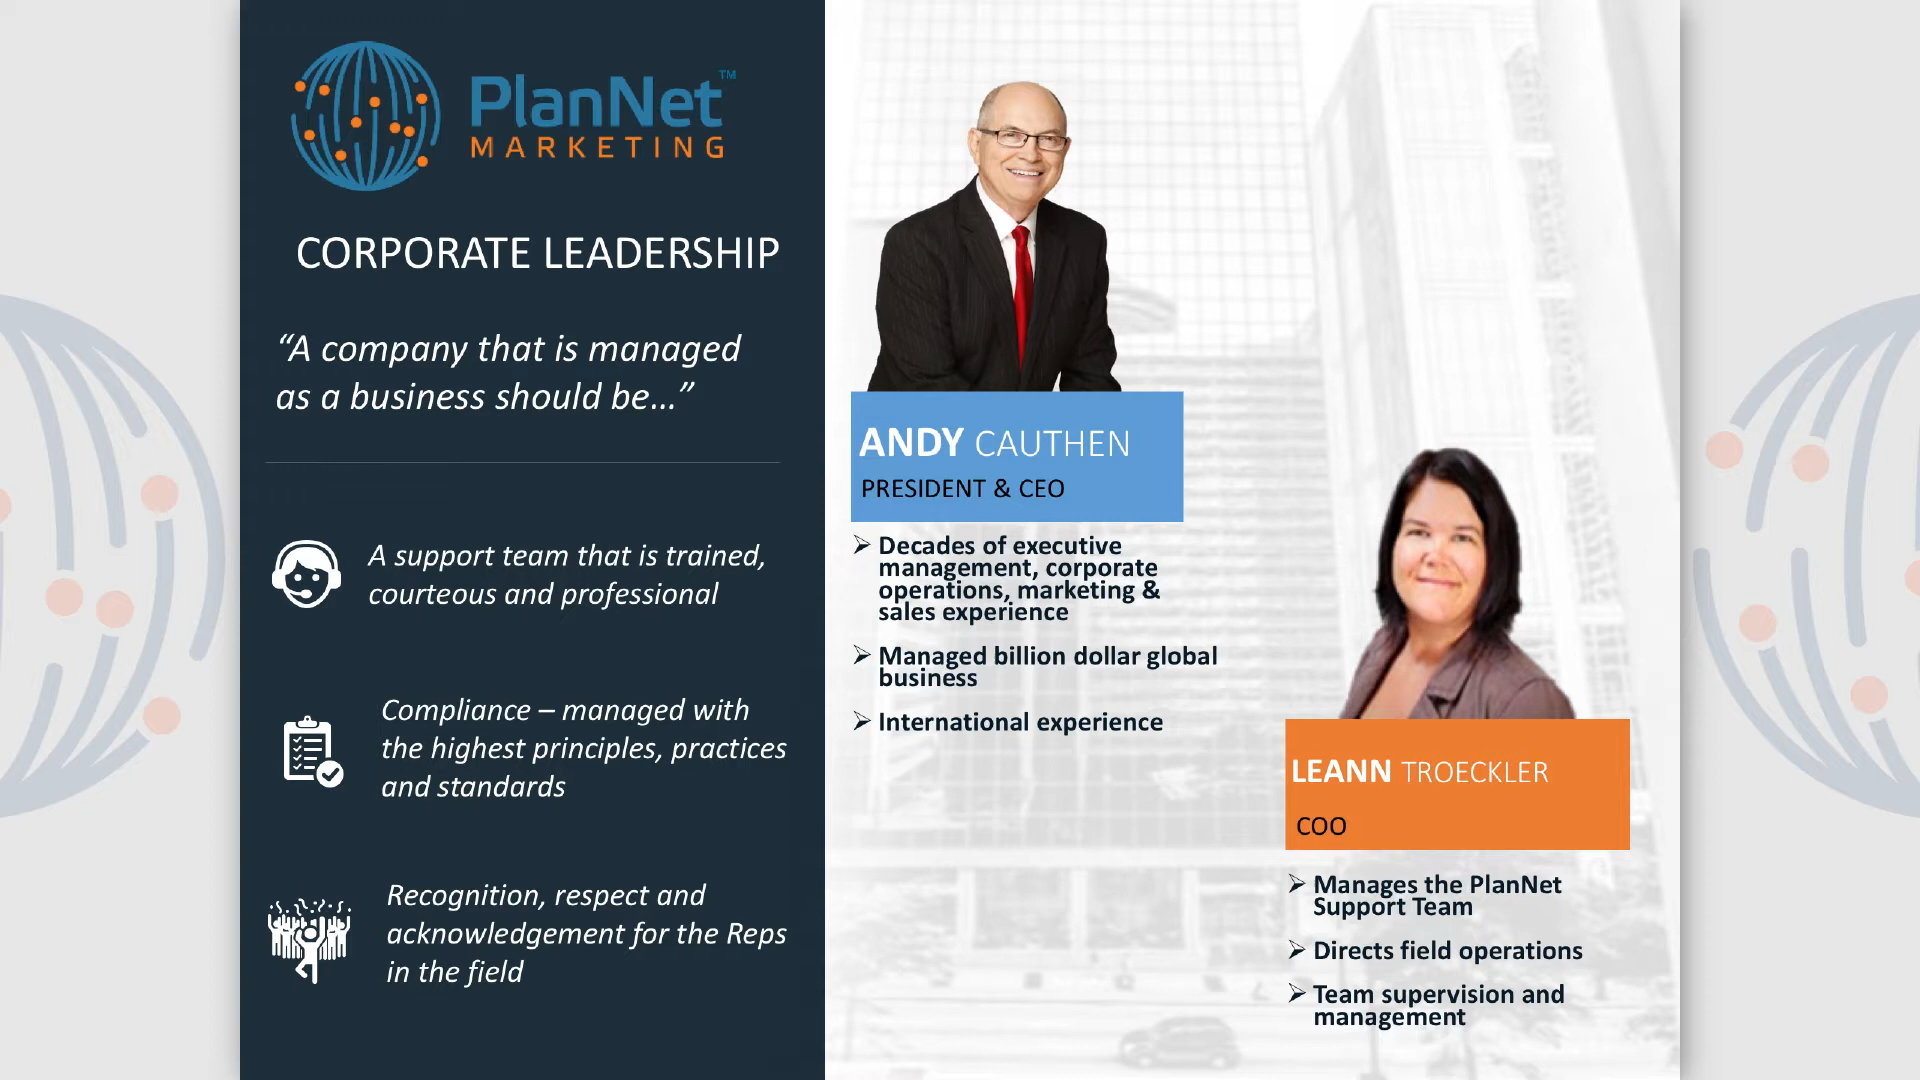 PlanNet™
MARKETING
CORPORATE LEADERSHIP
“A company that is managed
as a business should be…”
A support team that is trained,
courteous and professional
Compliance – managed with
the highest principles, practices
and standards
Recognition, respect and
acknowledgement for the Reps
in the field
ANDY CAUTHEN
PRESIDENT & CEO
➢ Decades of executive
management, corporate
operations, marketing &
sales experience
➢ Managed billion dollar global
business
➢ International experience
LEANN TROECKLER
COO
➢ Manages the PlanNet
Support Team
➢ Directs field operations
➢ Team supervision and
management